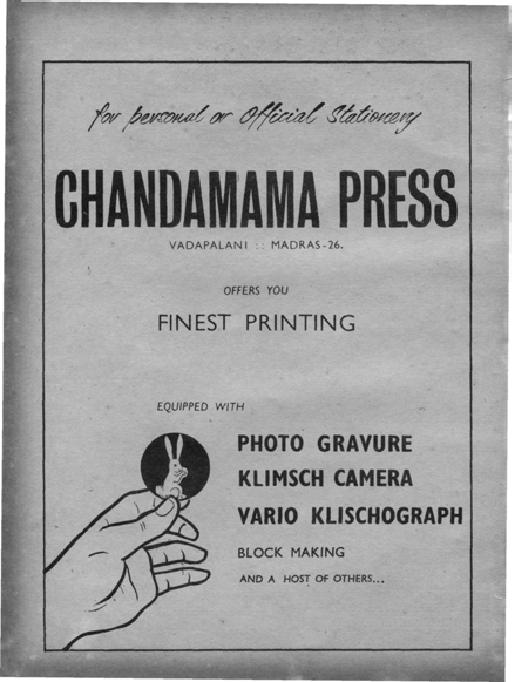 for personal or Official Stationery
CHANDAMAMA PRESS
VADAPALANI :: MADRAS-26.
OFFERS YOU
FINEST PRINTING
EQUIPPED WITH
PHOTO GRAVURE
KLIMSCH CAMERA
VARIO KLISCHOGRAPH
BLOCK MAKING
AND A HOST OF OTHERS...